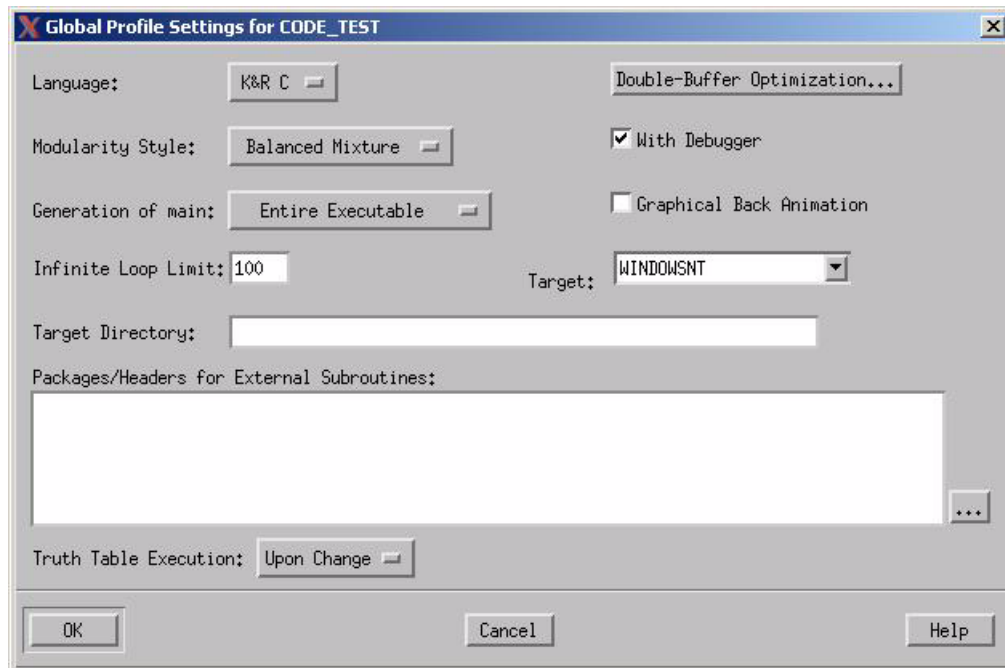 Global Profile Settings for CODE_TEST
Language: K&R C Double-Buffer Optimization...
Modularity Style: Balanced Mixture With Debugger
Generation of main: Entire Executable Graphical Back Animation
Infinite Loop Limit: 100 Target: WINDOWSNT
Target Directory:
Packages/Headers for External Subroutines:
...
Truth Table Execution: Upon Change
OK Cancel Help